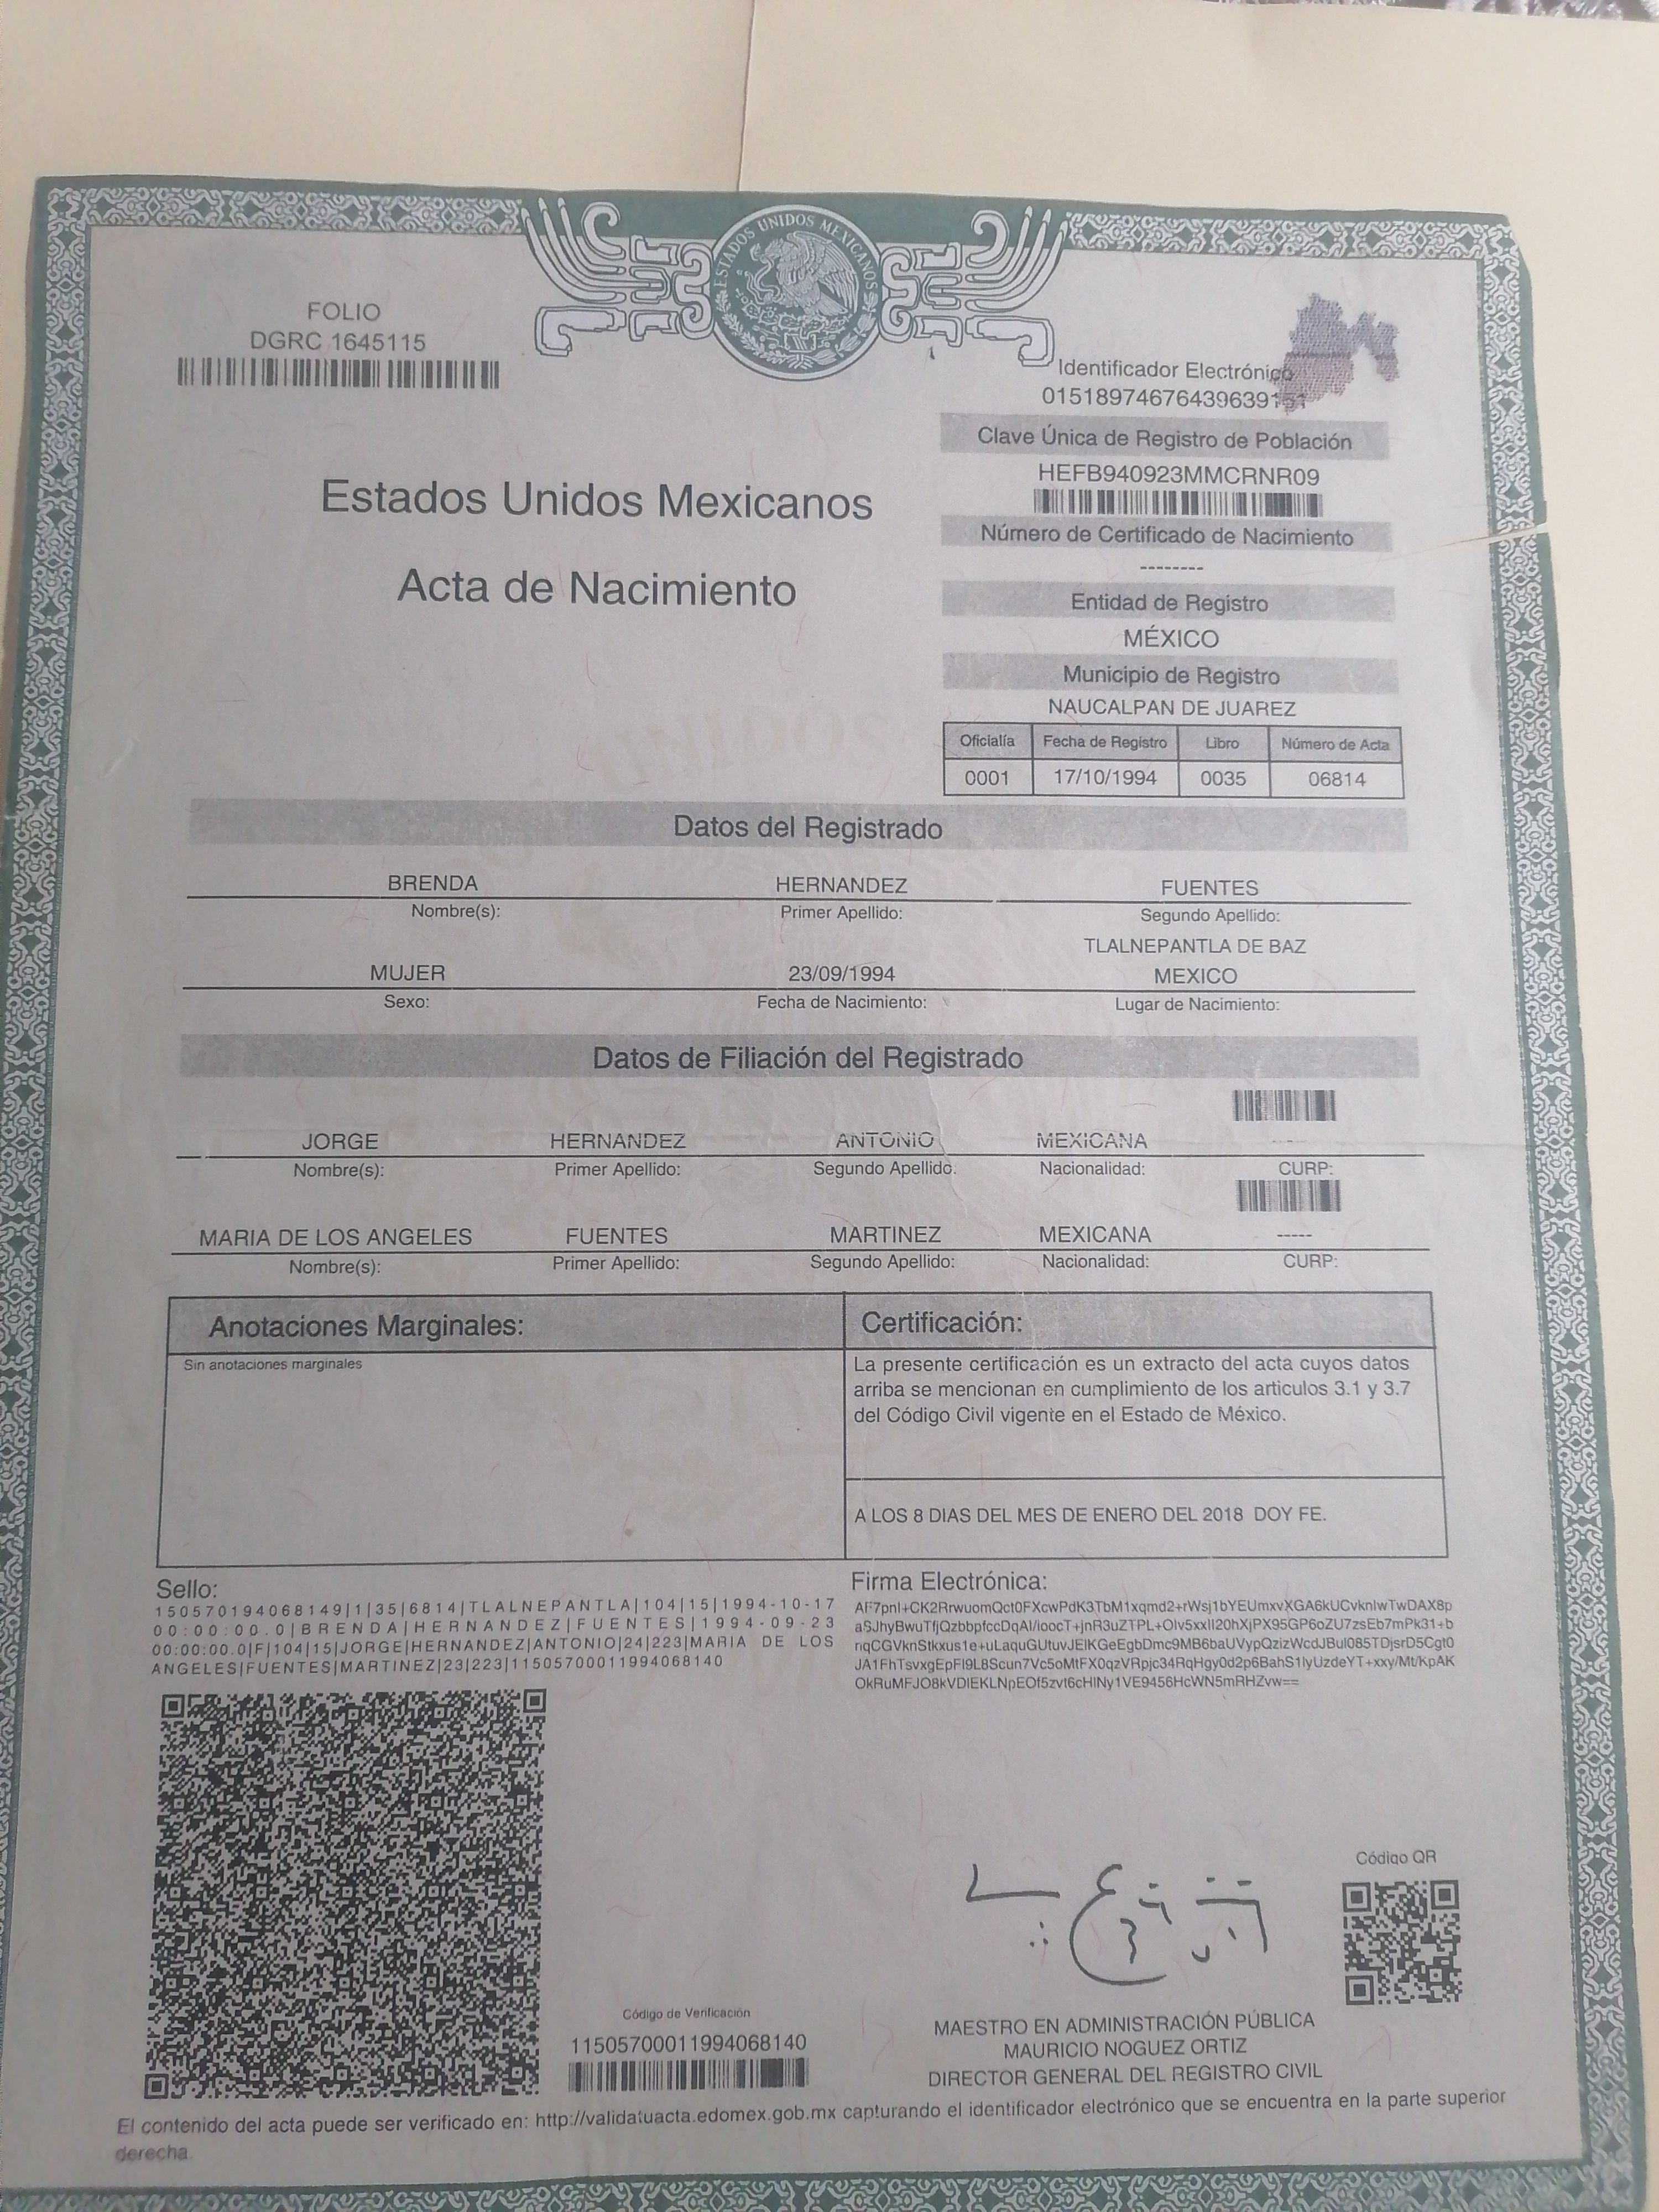 ESTADOS UNIDOS MEXICANOS
FOLIO
DGRC 1645115
Identificador Electrónico
Clave Única de Registro de Población
HEFB940923MMCRNR09
Número de Certificado de Nacimiento
--------
Entidad de Registro
MÉXICO
Municipio de Registro
NAUCALPAN DE JUAREZ
Oficialía Fecha de Registro Libro Número de Acta
0001 17/10/1994 0035 06814
Estados Unidos Mexicanos
Acta de Nacimiento
Datos del Registrado
BRENDA HERNANDEZ FUENTES
Nombre(s): Primer Apellido: Segundo Apellido:
TLALNEPANTLA DE BAZ
MUJER 23/09/1994 MEXICO
Sexo: Fecha de Nacimiento: Lugar de Nacimiento:
Datos de Filiación del Registrado
JORGE HERNANDEZ ANTONIO MEXICANA -----
Nombre(s): Primer Apellido: Segundo Apellido: Nacionalidad: CURP:
MARIA DE LOS ANGELES FUENTES MARTINEZ MEXICANA -----
Nombre(s): Primer Apellido: Segundo Apellido: Nacionalidad: CURP:
Anotaciones Marginales:
Sin anotaciones marginales
Certificación:
La presente certificación es un extracto del acta cuyos datos
arriba se mencionan en cumplimiento de los articulos 3.1 y 3.7
del Código Civil vigente en el Estado de México.
A LOS 8 DIAS DEL MES DE ENERO DEL 2018 DOY FE.
Sello:
150570194068149|1|35|6814|TLALNEPANTLA|104|15|1994-10-17
00:00:00.0|BRENDA|HERNANDEZ|FUENTES|1994-09-23
00:00:00.0|F|104|15|JORGE|HERNANDEZ|ANTONIO|24|223|MARIA DE LOS
ANGELES|FUENTES|MARTINEZ|23|223|11505700011994068140
Firma Electrónica:
Código QR
Código de Verificación
11505700011994068140
MAESTRO EN ADMINISTRACIÓN PÚBLICA
MAURICIO NOGUEZ ORTIZ
DIRECTOR GENERAL DEL REGISTRO CIVIL
El contenido del acta puede ser verificado en: http://validatuacta.edomex.gob.mx capturando el identificador electrónico que se encuentra en la parte superior
derecha.